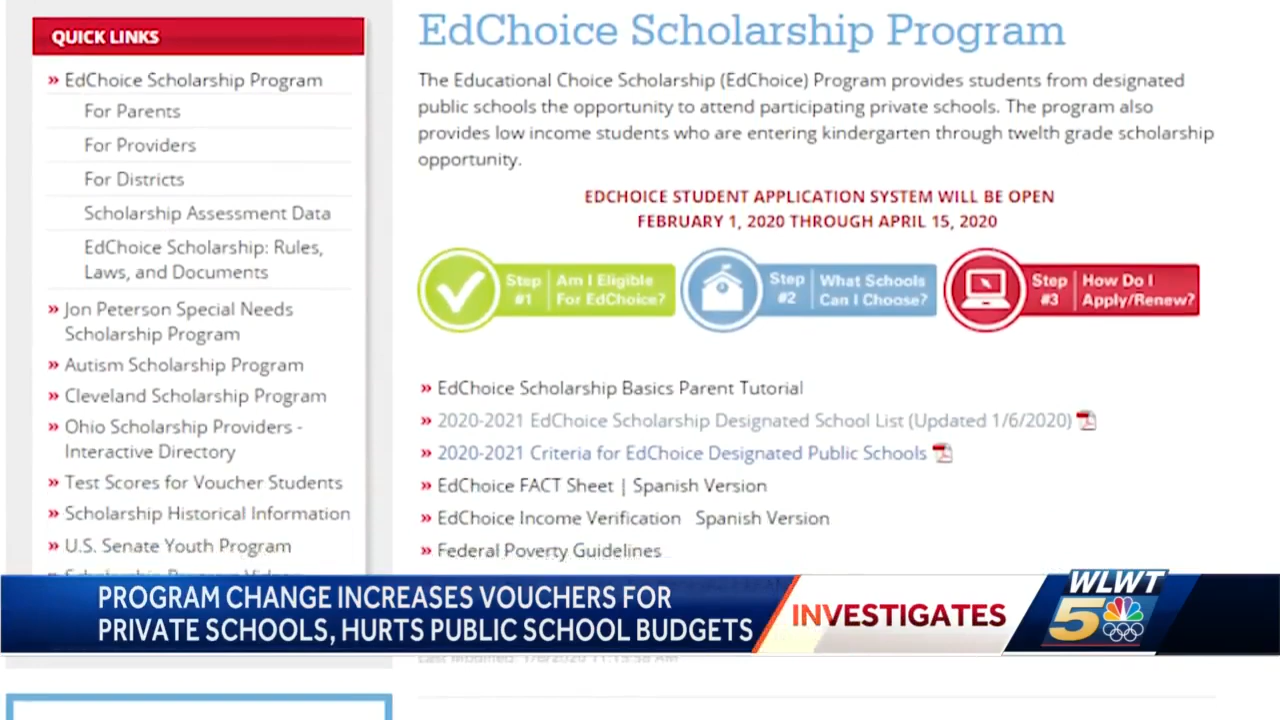 QUICK LINKS
» EdChoice Scholarship Program
For Parents
For Providers
For Districts
Scholarship Assessment Data
EdChoice Scholarship: Rules,
Laws, and Documents
» Jon Peterson Special Needs
Scholarship Program
» Autism Scholarship Program
» Cleveland Scholarship Program
» Ohio Scholarship Providers -
Interactive Directory
» Test Scores for Voucher Students
» Scholarship Historical Information
» U.S. Senate Youth Program
EdChoice Scholarship Program
The Educational Choice Scholarship (EdChoice) Program provides students from designated
public schools the opportunity to attend participating private schools. The program also
provides low income students who are entering kindergarten through twelth grade scholarship
opportunity.
EDCHOICE STUDENT APPLICATION SYSTEM WILL BE OPEN
FEBRUARY 1, 2020 THROUGH APRIL 15, 2020
Step #1 | Am I Eligible For EdChoice?
Step #2 | What Schools Can I Choose?
Step #3 | How Do I Apply/Renew?
» EdChoice Scholarship Basics Parent Tutorial
» 2020-2021 EdChoice Scholarship Designated School List (Updated 1/6/2020)
» 2020-2021 Criteria for EdChoice Designated Public Schools
» EdChoice FACT Sheet | Spanish Version
» EdChoice Income Verification Spanish Version
» Federal Poverty Guidelines
PROGRAM CHANGE INCREASES VOUCHERS FOR
PRIVATE SCHOOLS, HURTS PUBLIC SCHOOL BUDGETS
INVESTIGATES
WLWT
5